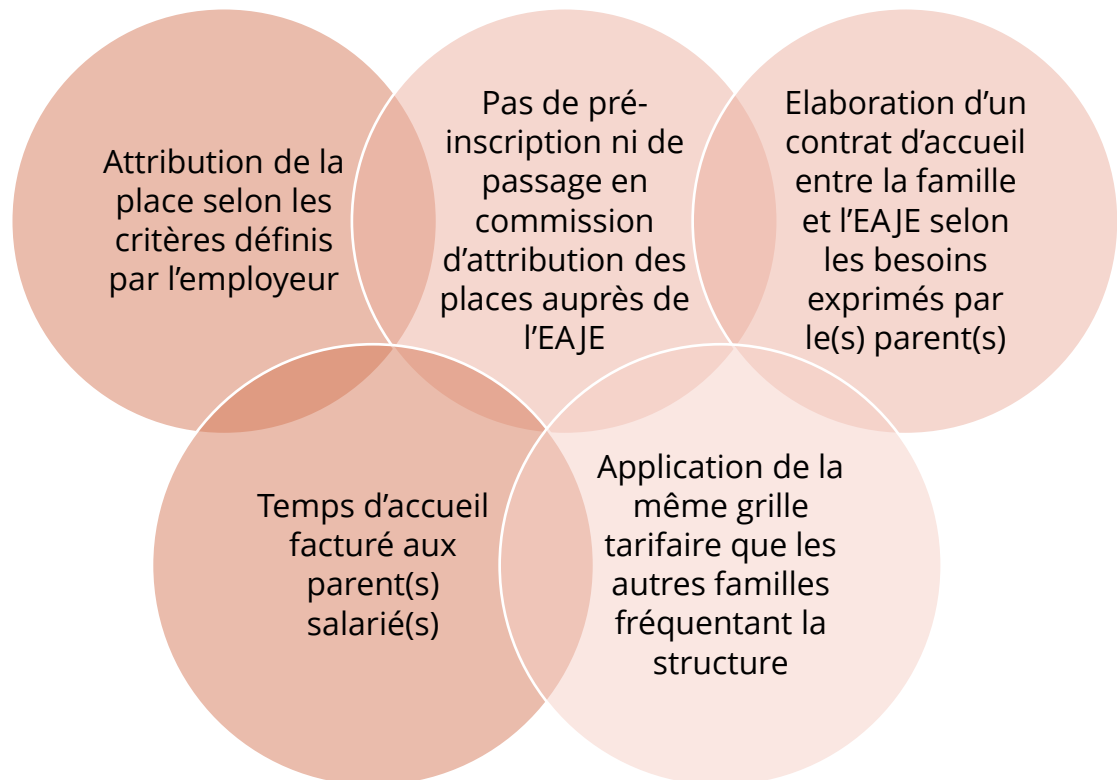 Attribution de la
place selon les
critères définis
par l'employeur
Pas de pré-
inscription ni de
passage en
commission
d'attribution des
places auprès de
l'EAJE
Elaboration d'un
contrat d'accueil
entre la famille
et l'EAJE selon
les besoins
exprimés par
le(s) parent(s)
Temps d'accueil
facturé aux
parent(s)
salarié(s)
Application de la
même grille
tarifaire que les
autres familles
fréquentant la
structure